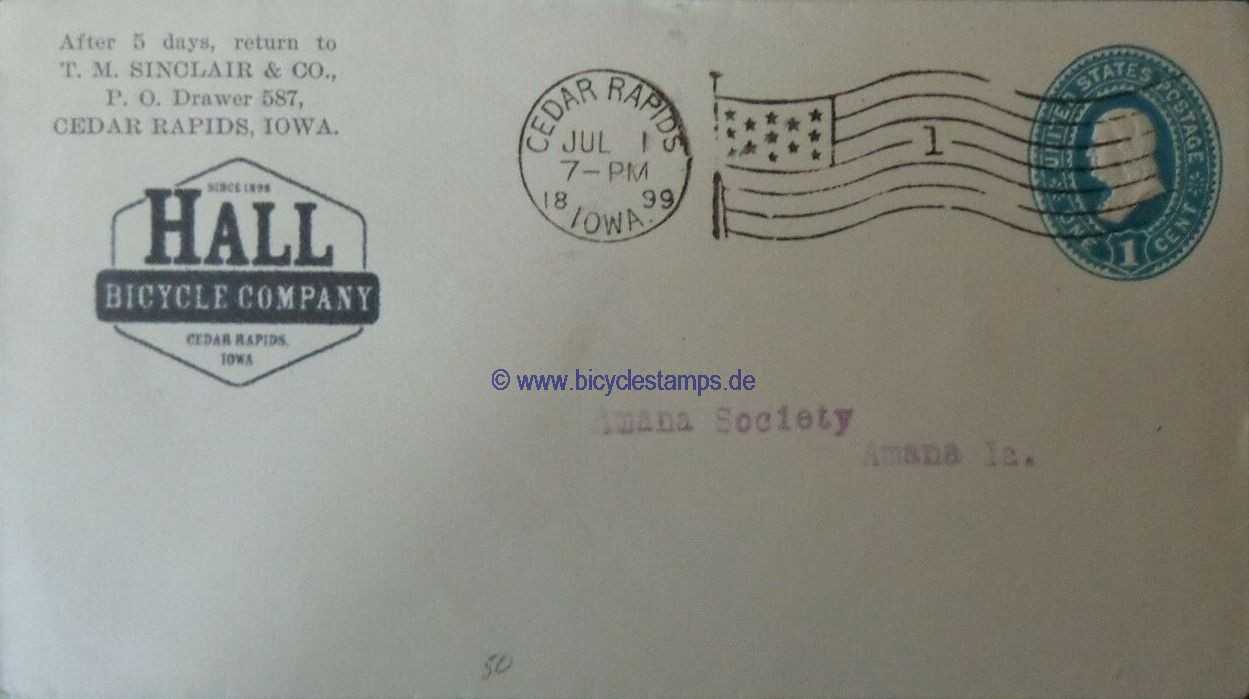 After 5 days, return to
T. M. SINCLAIR & CO.,
P. O. Drawer 587,
CEDAR RAPIDS, IOWA.
SINCE 1898
HALL
BICYCLE COMPANY
CEDAR RAPIDS,
IOWA
CEDAR RAPIDS
JUL 1
7-PM
18 99
IOWA.
1
UNITED STATES POSTAGE
ONE 1 CENT
© www.bicyclestamps.de
Amana Society
Amana Ia.
50